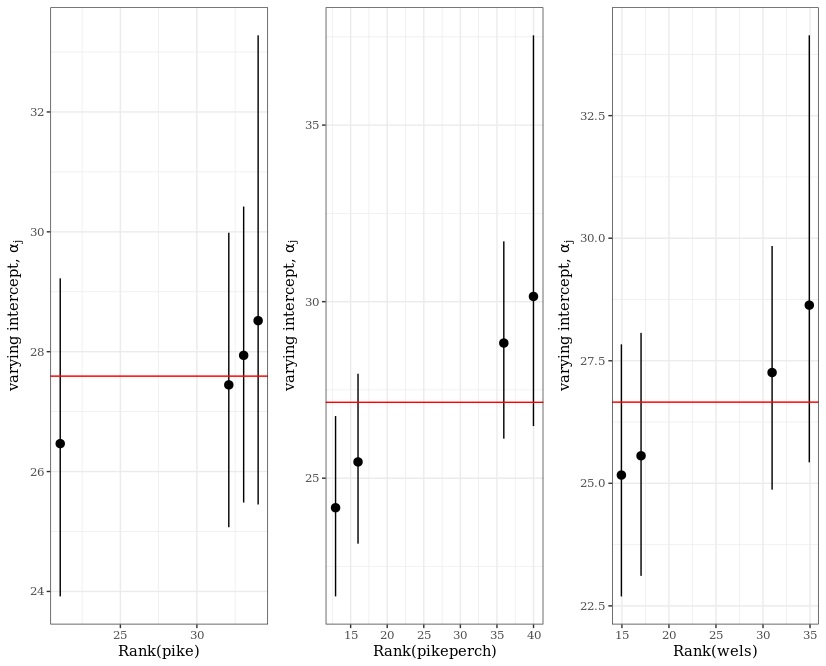 varying intercept, αj
32
30
28
26
24
25 30
Rank(pike)
varying intercept, αj
35
30
25
15 20 25 30 35 40
Rank(pikeperch)
varying intercept, αj
32.5
30.0
27.5
25.0
22.5
15 20 25 30 35
Rank(wels)